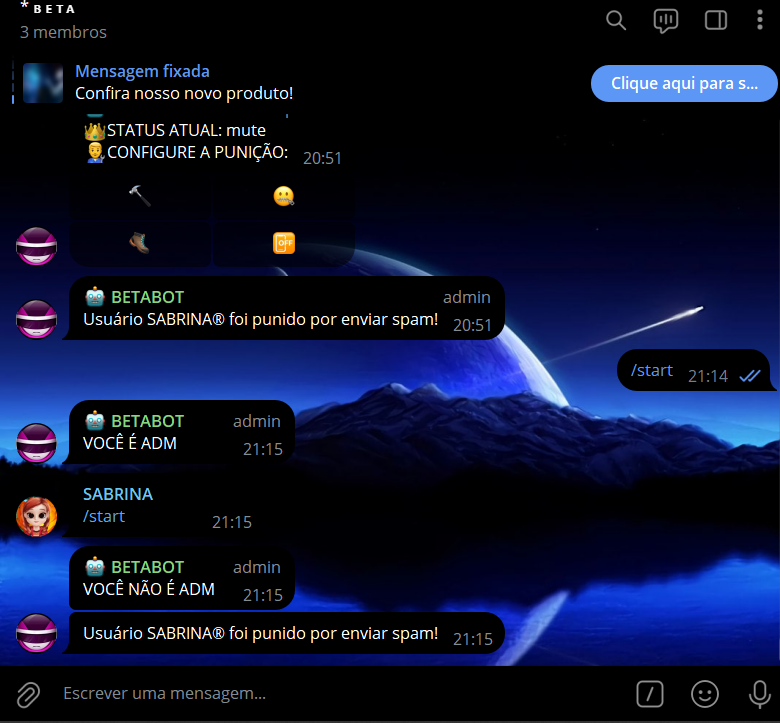 * BETA
3 membros
Mensagem fixada
Confira nosso novo produto!
Clique aqui para s...
STATUS ATUAL: mute
CONFIGURE A PUNIÇÃO:
20:51
OFF
BETABOT admin
Usuário SABRINA® foi punido por enviar spam! 20:51
/start 21:14
BETABOT admin
VOCÊ É ADM
21:15
SABRINA
/start 21:15
BETABOT admin
VOCÊ NÃO É ADM
21:15
Usuário SABRINA® foi punido por enviar spam! 21:15
Escrever uma mensagem...